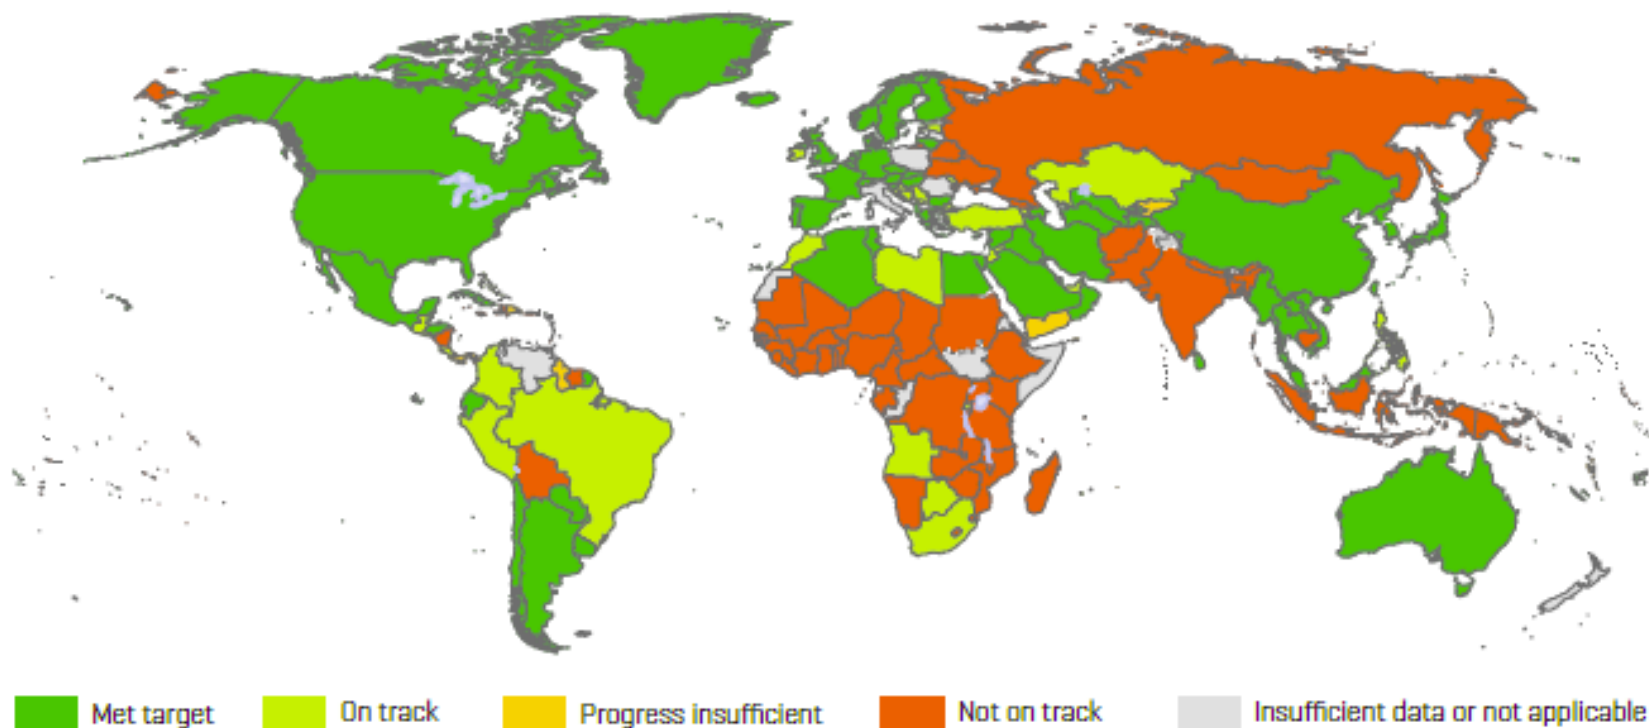 Met target
On track
Progress insufficient
Not on track
Insufficient data or not applicable